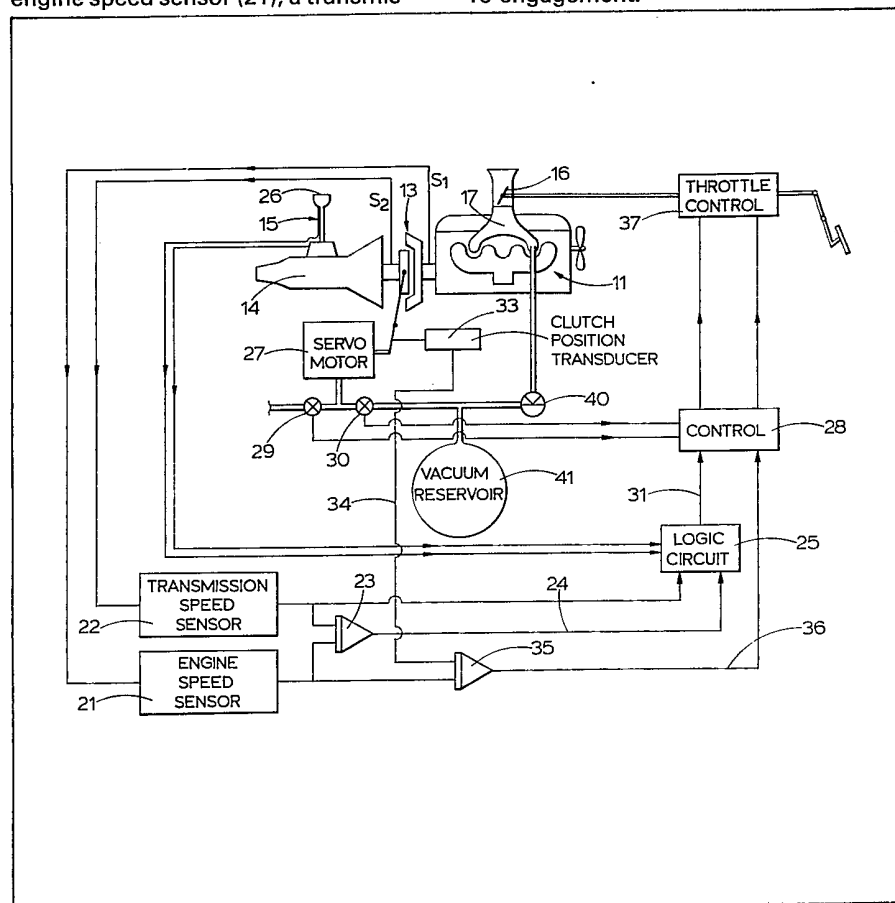 engine speed sensor (21), a transmis- re-engagement.
16
S1
13
17
26
S2
15
THROTTLE
CONTROL
37
14
11
33
CLUTCH
POSITION
TRANSDUCER
SERVO
MOTOR
27
40
29
30
CONTROL
28
VACUUM
RESERVOIR
41
34
31
LOGIC
CIRCUIT
25
TRANSMISSION
SPEED
SENSOR
22
23
24
35
36
ENGINE
SPEED
SENSOR
21